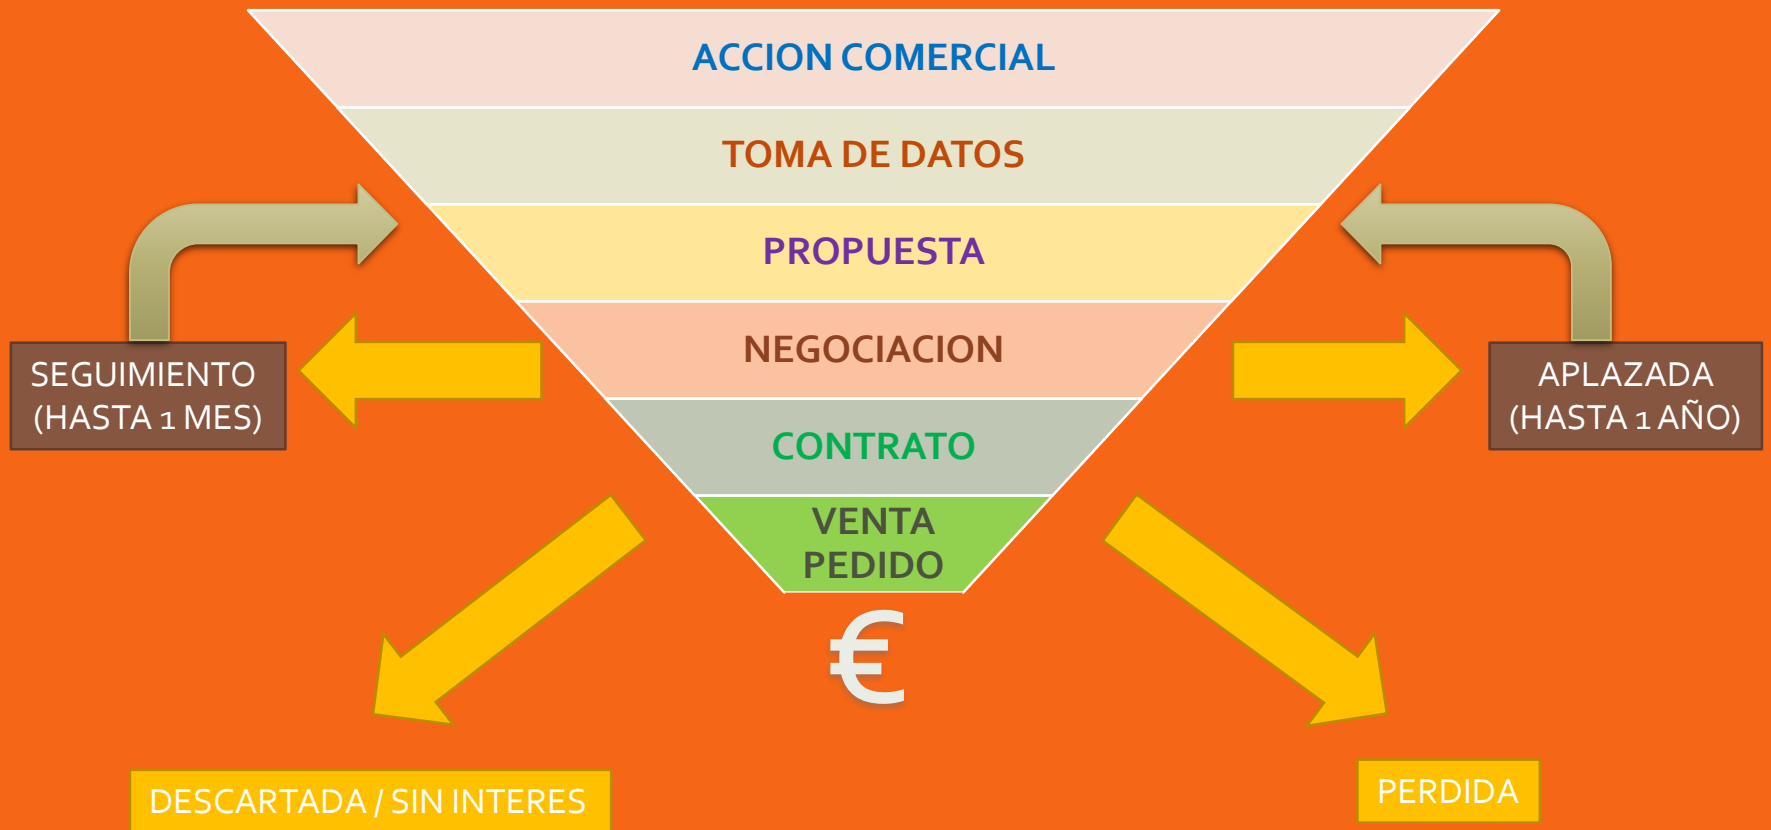 ACCION COMERCIAL
TOMA DE DATOS
PROPUESTA
NEGOCIACION
SEGUIMIENTO
(HASTA 1 MES)
APLAZADA
(HASTA 1 AÑO)
CONTRATO
VENTA
PEDIDO
€
DESCARTADA / SIN INTERES
PERDIDA